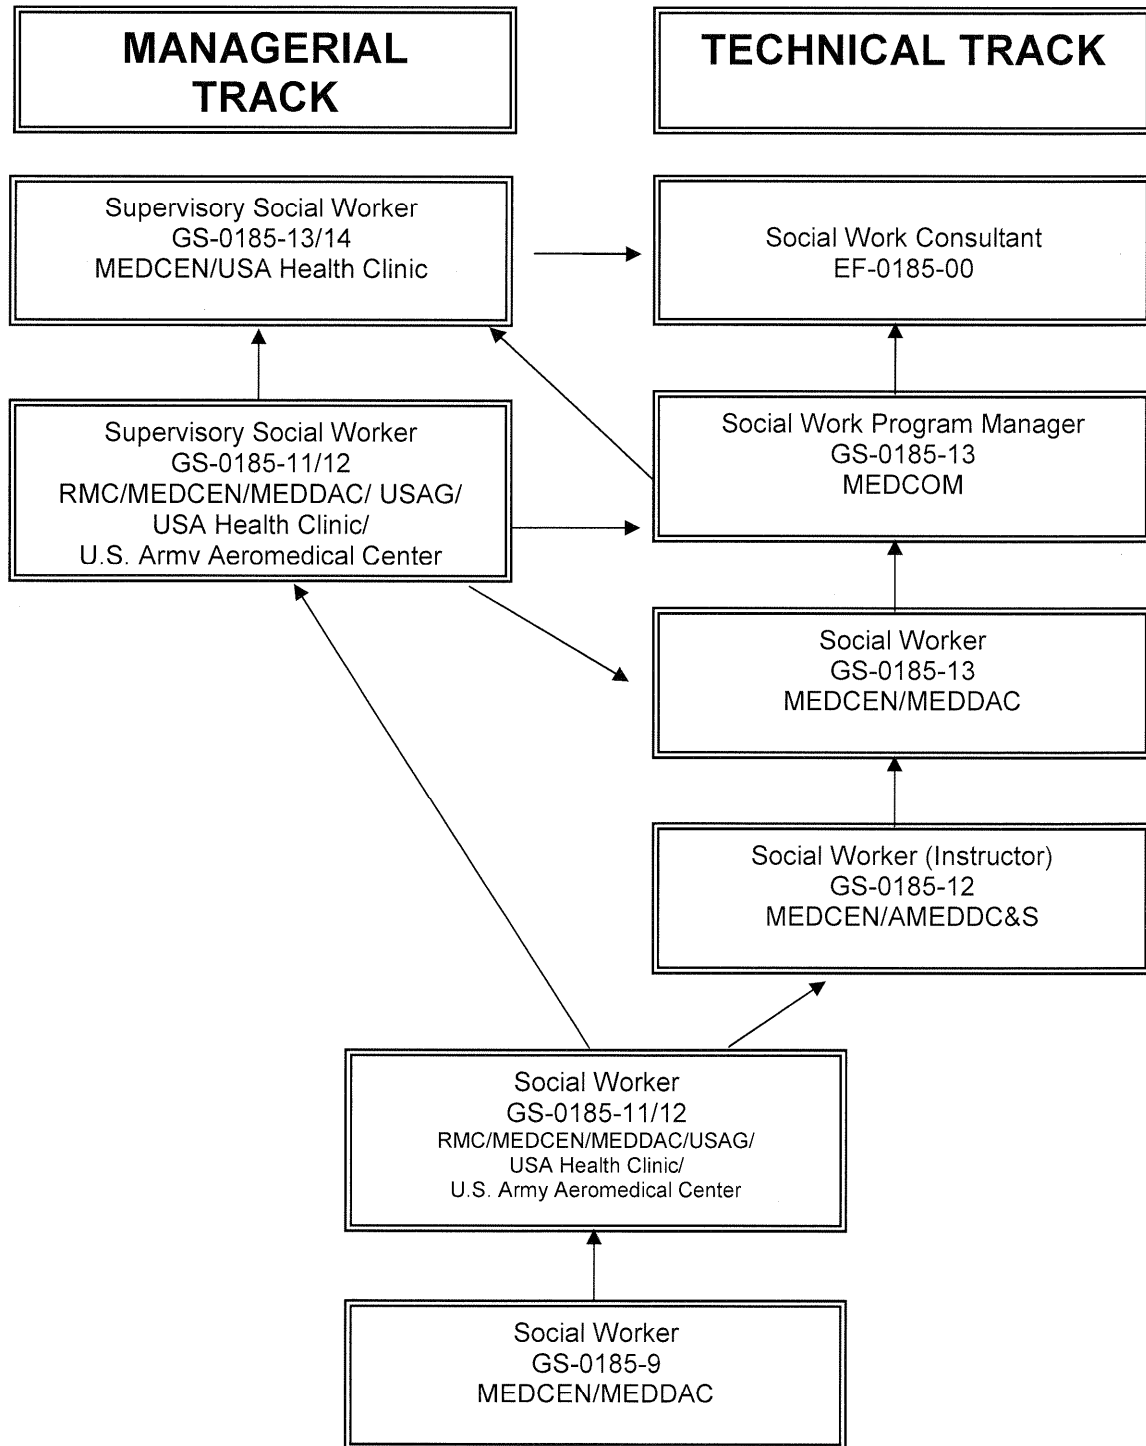 MANAGERIAL
TRACK
TECHNICAL TRACK
Supervisory Social Worker
GS-0185-13/14
MEDCEN/USA Health Clinic
Social Work Consultant
EF-0185-00
Supervisory Social Worker
GS-0185-11/12
RMC/MEDCEN/MEDDAC/ USAG/
USA Health Clinic/
U.S. Army Aeromedical Center
Social Work Program Manager
GS-0185-13
MEDCOM
Social Worker
GS-0185-13
MEDCEN/MEDDAC
Social Worker (Instructor)
GS-0185-12
MEDCEN/AMEDDC&S
Social Worker
GS-0185-11/12
RMC/MEDCEN/MEDDAC/USAG/
USA Health Clinic/
U.S. Army Aeromedical Center
Social Worker
GS-0185-9
MEDCEN/MEDDAC